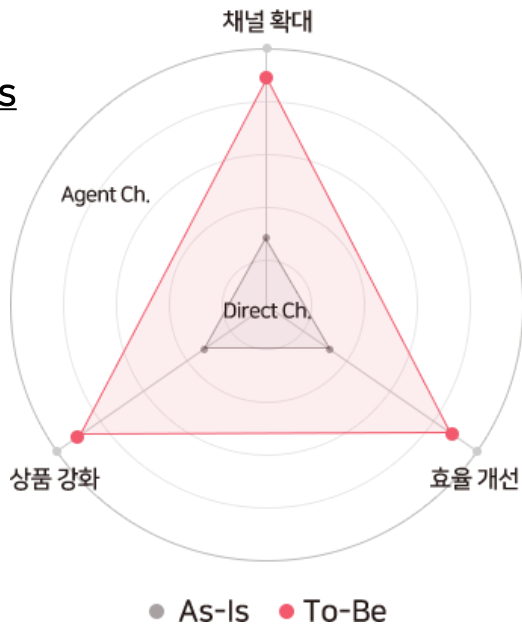 채널 확대
s
Agent Ch.
Direct Ch.
상품 강화
효율 개선
As-Is
To-Be